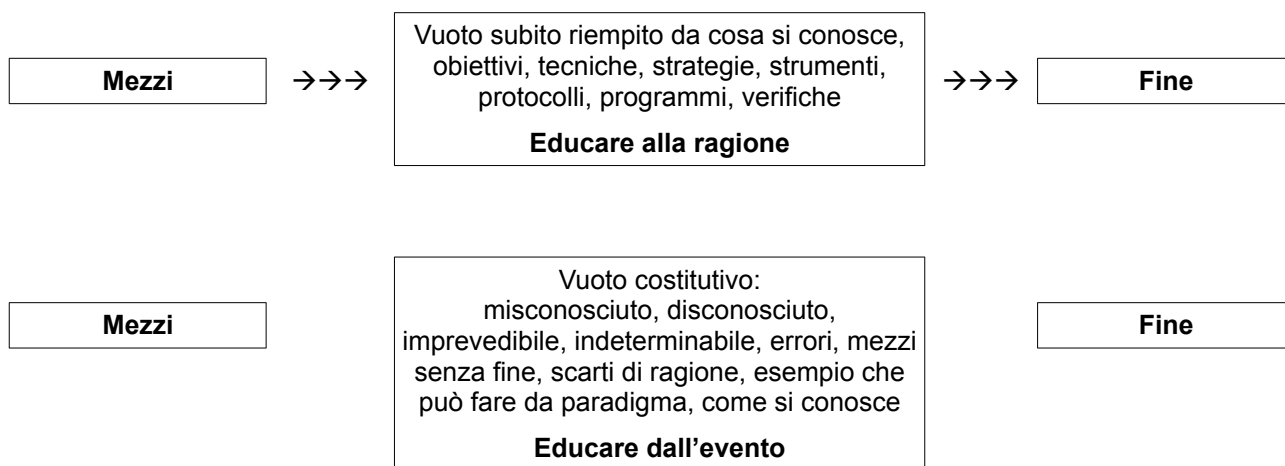 Vuoto subito riempito da cosa si conosce,
obiettivi, tecniche, strategie, strumenti,
Mezzi →→→ protocolli, programmi, verifiche →→→ Fine
Educare alla ragione
Vuoto costitutivo:
misconosciuto, disconosciuto,
Mezzi imprevedibile, indeterminabile, errori, mezzi Fine
senza fine, scarti di ragione, esempio che
può fare da paradigma, come si conosce
Educare dall'evento